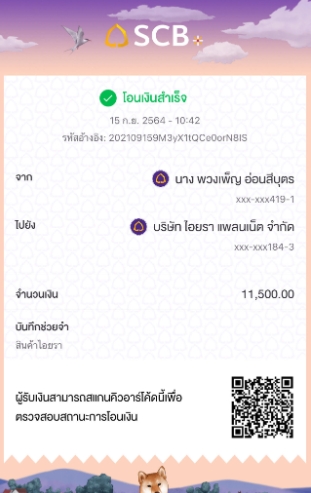 SCB
โอนเงินสำเร็จ
15 ก.ย. 2564 - 10:42
รหัสอ้างอิง: 202109159M3yX1tQCe0orN8IS
จาก
นาง พวงเพ็ญ อ่อนสีบุตร
xxx-xxx419-1
ไปยัง
บริษัท ไอยรา แพลนเน็ต จำกัด
xxx-xxx184-3
จำนวนเงิน 11,500.00
บันทึกช่วยจำ
สินค้าไอยรา
ผู้รับเงินสามารถสแกนคิวอาร์โค้ดนี้เพื่อ
ตรวจสอบสถานะการโอนเงิน